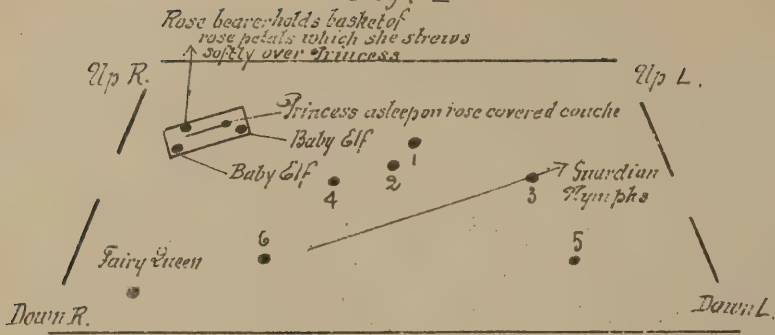 Rose bearer holds basket of
rose petals which she strews
softly over Princess
Up R.
Up L.
Princess asleep on rose covered couche
Baby Elf
Baby Elf
1
2
4
3
Guardian
Nymphs
6
5
Fairy Queen
Down R.
Down L.